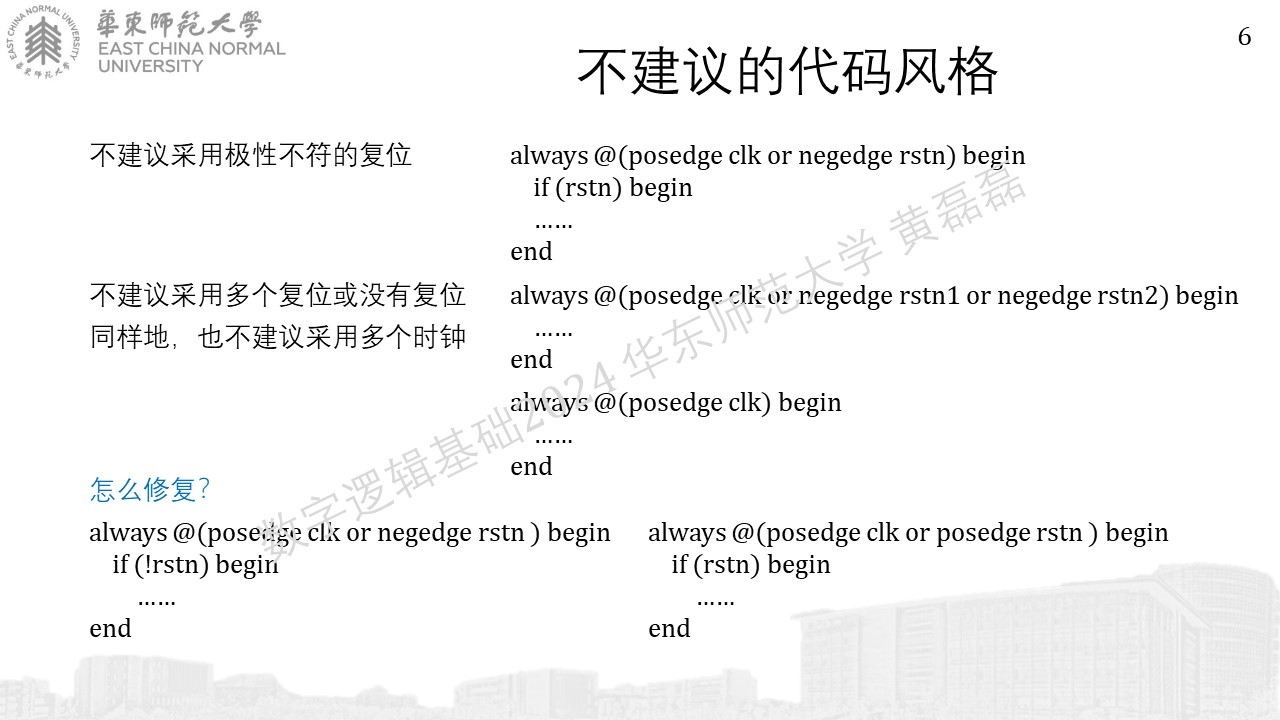 華東師範大學
EAST CHINA NORMAL
UNIVERSITY
EAST CHINA NORMAL UNIVERSITY
華東師範大學
6
不建议的代码风格
不建议采用极性不符的复位
always @(posedge clk or negedge rstn) begin
if (rstn) begin
……
end
不建议采用多个复位或没有复位
同样地，也不建议采用多个时钟
always @(posedge clk or negedge rstn1 or negedge rstn2) begin
……
end
always @(posedge clk) begin
……
end
怎么修复？
always @(posedge clk or negedge rstn ) begin
if (!rstn) begin
……
end
always @(posedge clk or posedge rstn ) begin
if (rstn) begin
……
end
数字逻辑基础2024 华东师范大学 黄磊磊